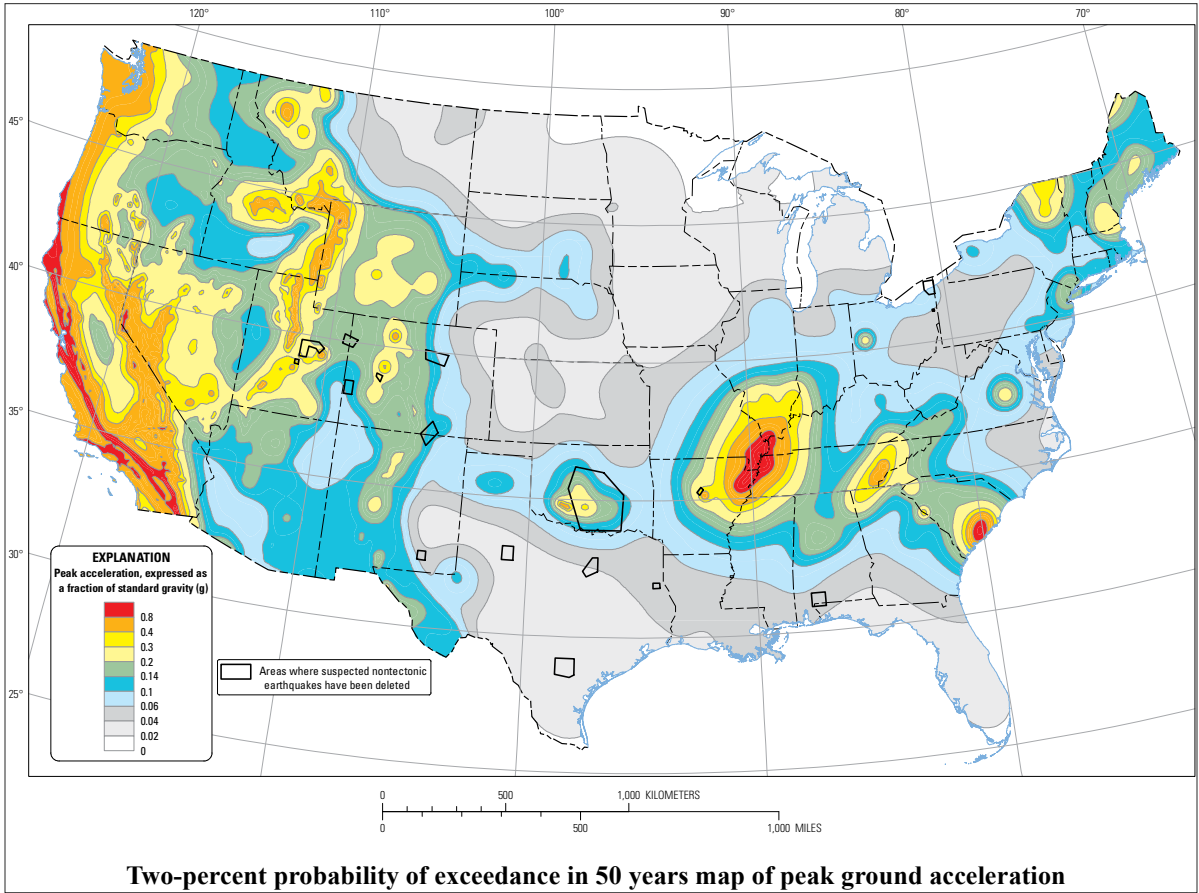 120°
110°
100°
90°
80°
70°
45°
40°
35°
30°
25°
EXPLANATION
Peak acceleration, expressed as
a fraction of standard gravity (g)
0.8
0.4
0.3
0.2
0.14
0.1
0.06
0.04
0.02
0
Areas where suspected nontectonic
earthquakes have been deleted
0 500 1,000 KILOMETERS
0 500 1,000 MILES
Two-percent probability of exceedance in 50 years map of peak ground acceleration